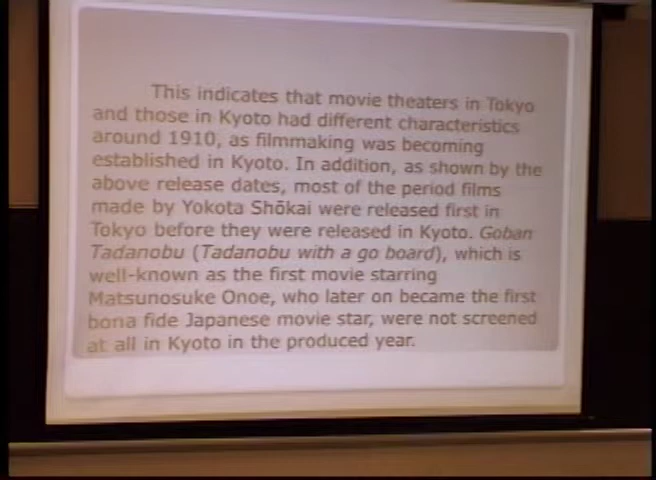 This indicates that movie theaters in Tokyo
and those in Kyoto had different characteristics
around 1910, as filmmaking was becoming
established in Kyoto. In addition, as shown by the
above release dates, most of the period films
made by Yokota Shōkai were released first in
Tokyo before they were released in Kyoto. Goban
Tadanobu (Tadanobu with a go board), which is
well-known as the first movie starring
Matsunosuke Onoe, who later on became the first
bona fide Japanese movie star, were not screened
at all in Kyoto in the produced year.